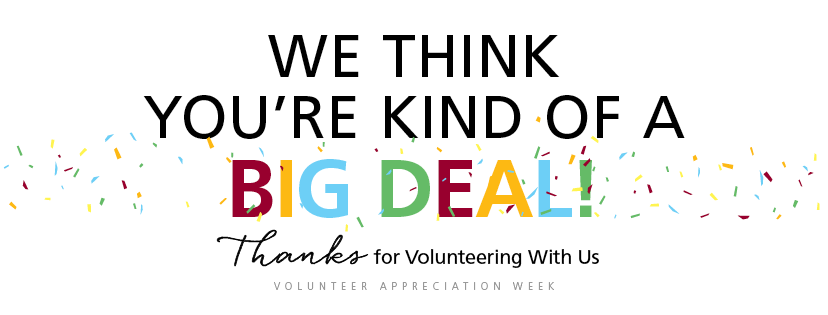 WE THINK
YOU'RE KIND OF A
BIG DEAL!
Thanks for Volunteering With Us
VOLUNTEER APPRECIATION WEEK